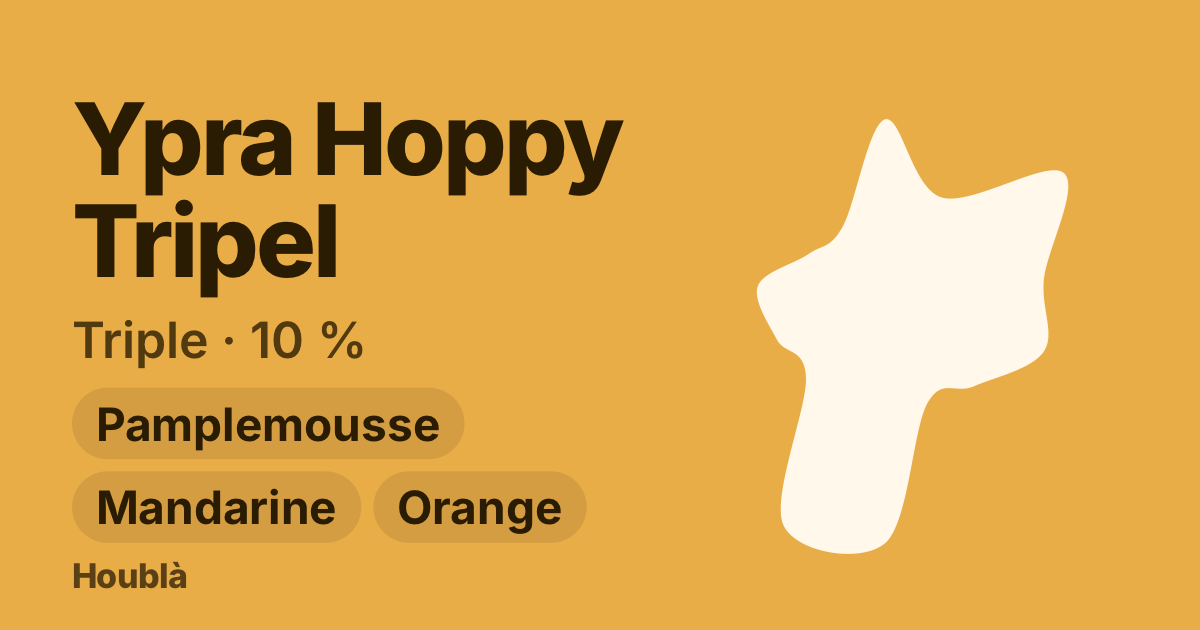 Ypra Hoppy
Tripel
Triple · 10 %
Pamplemousse
Mandarine Orange
Houblà